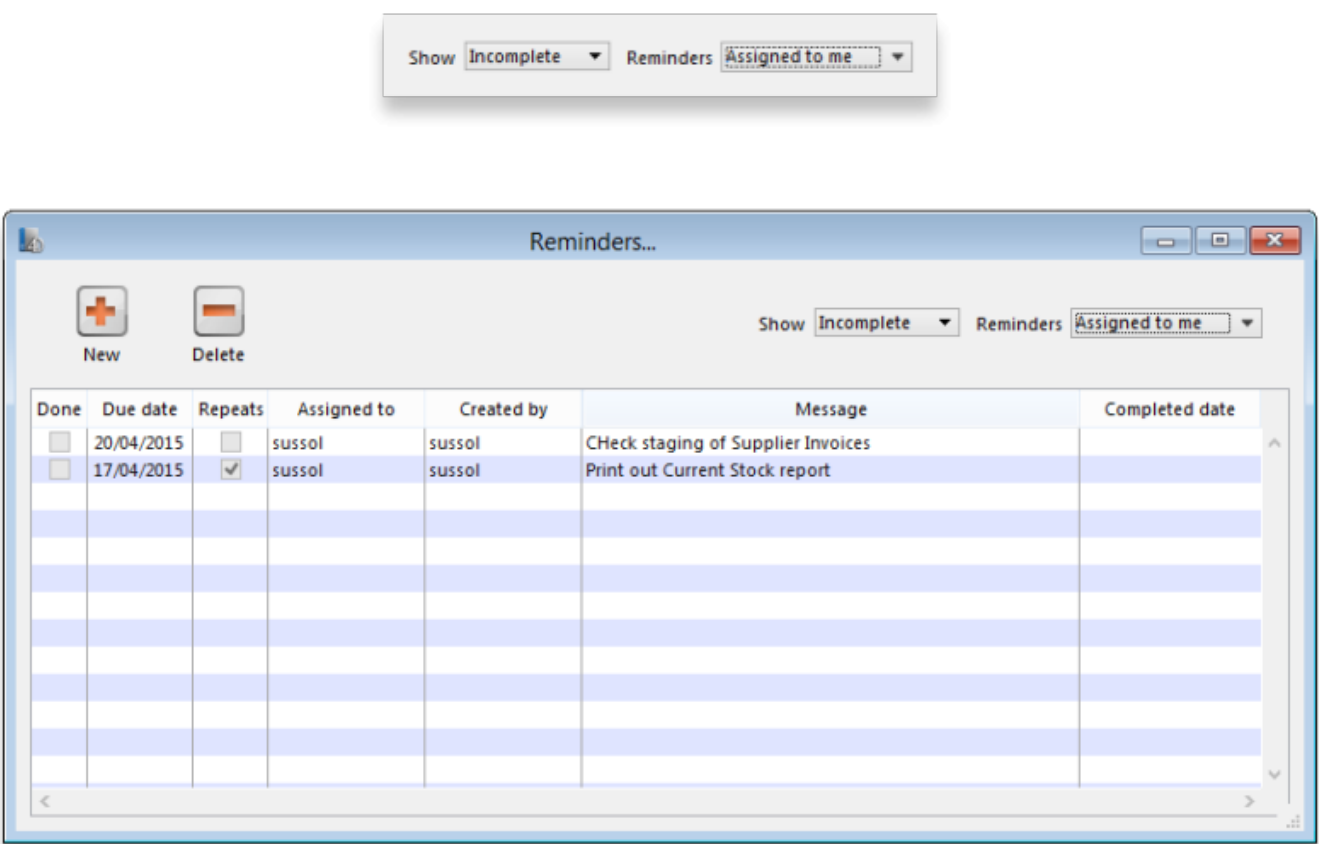 Show Incomplete Reminders Assigned to me
Reminders...
New Delete Show Incomplete Reminders Assigned to me
Done Due date Repeats Assigned to Created by Message Completed date
20/04/2015 sussol sussol CHeck staging of Supplier Invoices
17/04/2015 sussol sussol Print out Current Stock report